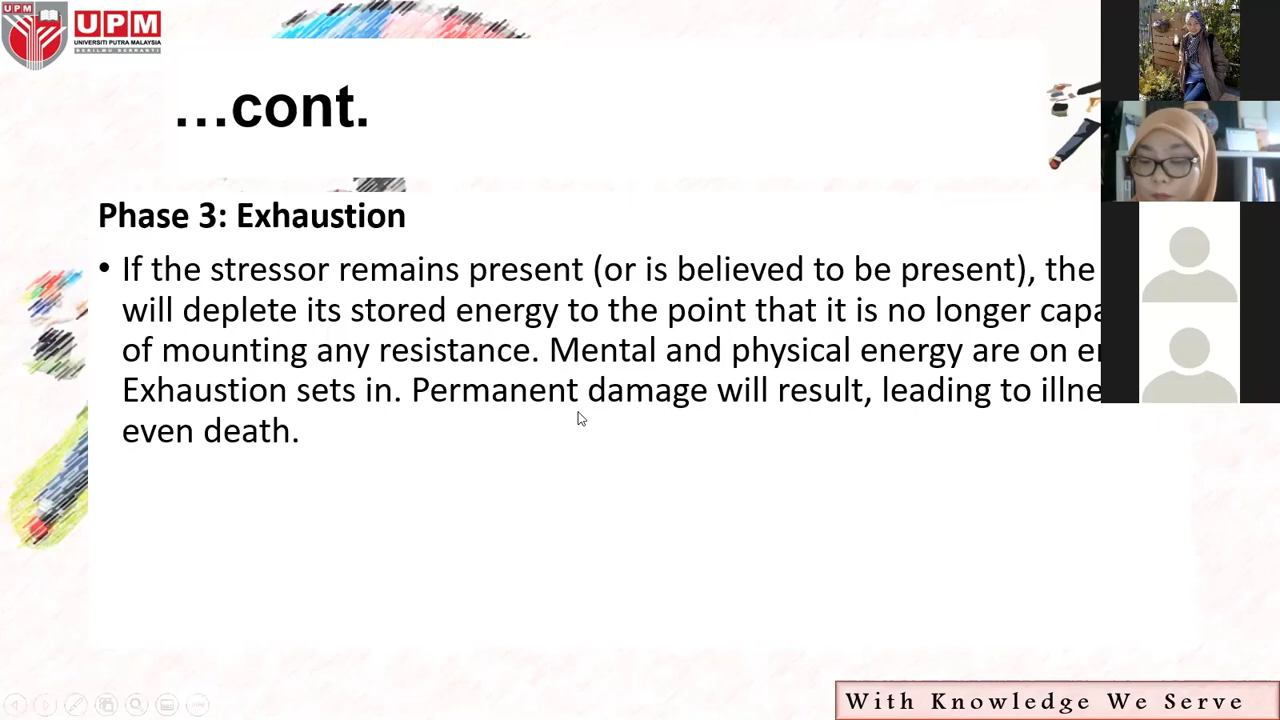 UPM
UPM
UNIVERSITI PUTRA MALAYSIA
BERILMU BERBAKTI
...cont.
Phase 3: Exhaustion
• If the stressor remains present (or is believed to be present), the
will deplete its stored energy to the point that it is no longer
of mounting any resistance. Mental and physical energy are on
Exhaustion sets in. Permanent damage will result, leading to
even death.
With Knowledge We Serve